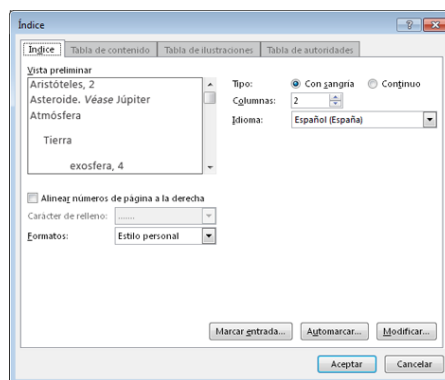 Índice
Índice Tabla de contenido Tabla de ilustraciones Tabla de autoridades
Vista preliminar
Aristóteles, 2
Asteroide. Véase Júpiter
Atmósfera
Tierra
exosfera, 4
Tipo: Con sangría Continuo
Columnas: 2
Idioma: Español (España)
Alinear números de página a la derecha
Carácter de relleno: .......
Formatos: Estilo personal
Marcar entrada... Automarcar... Modificar...
Aceptar Cancelar